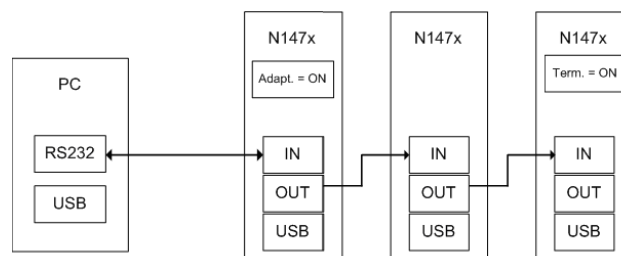 PC
RS232
USB
N147x
Adapt. = ON
IN
OUT
USB
N147x
IN
OUT
USB
N147x
Term. = ON
IN
OUT
USB